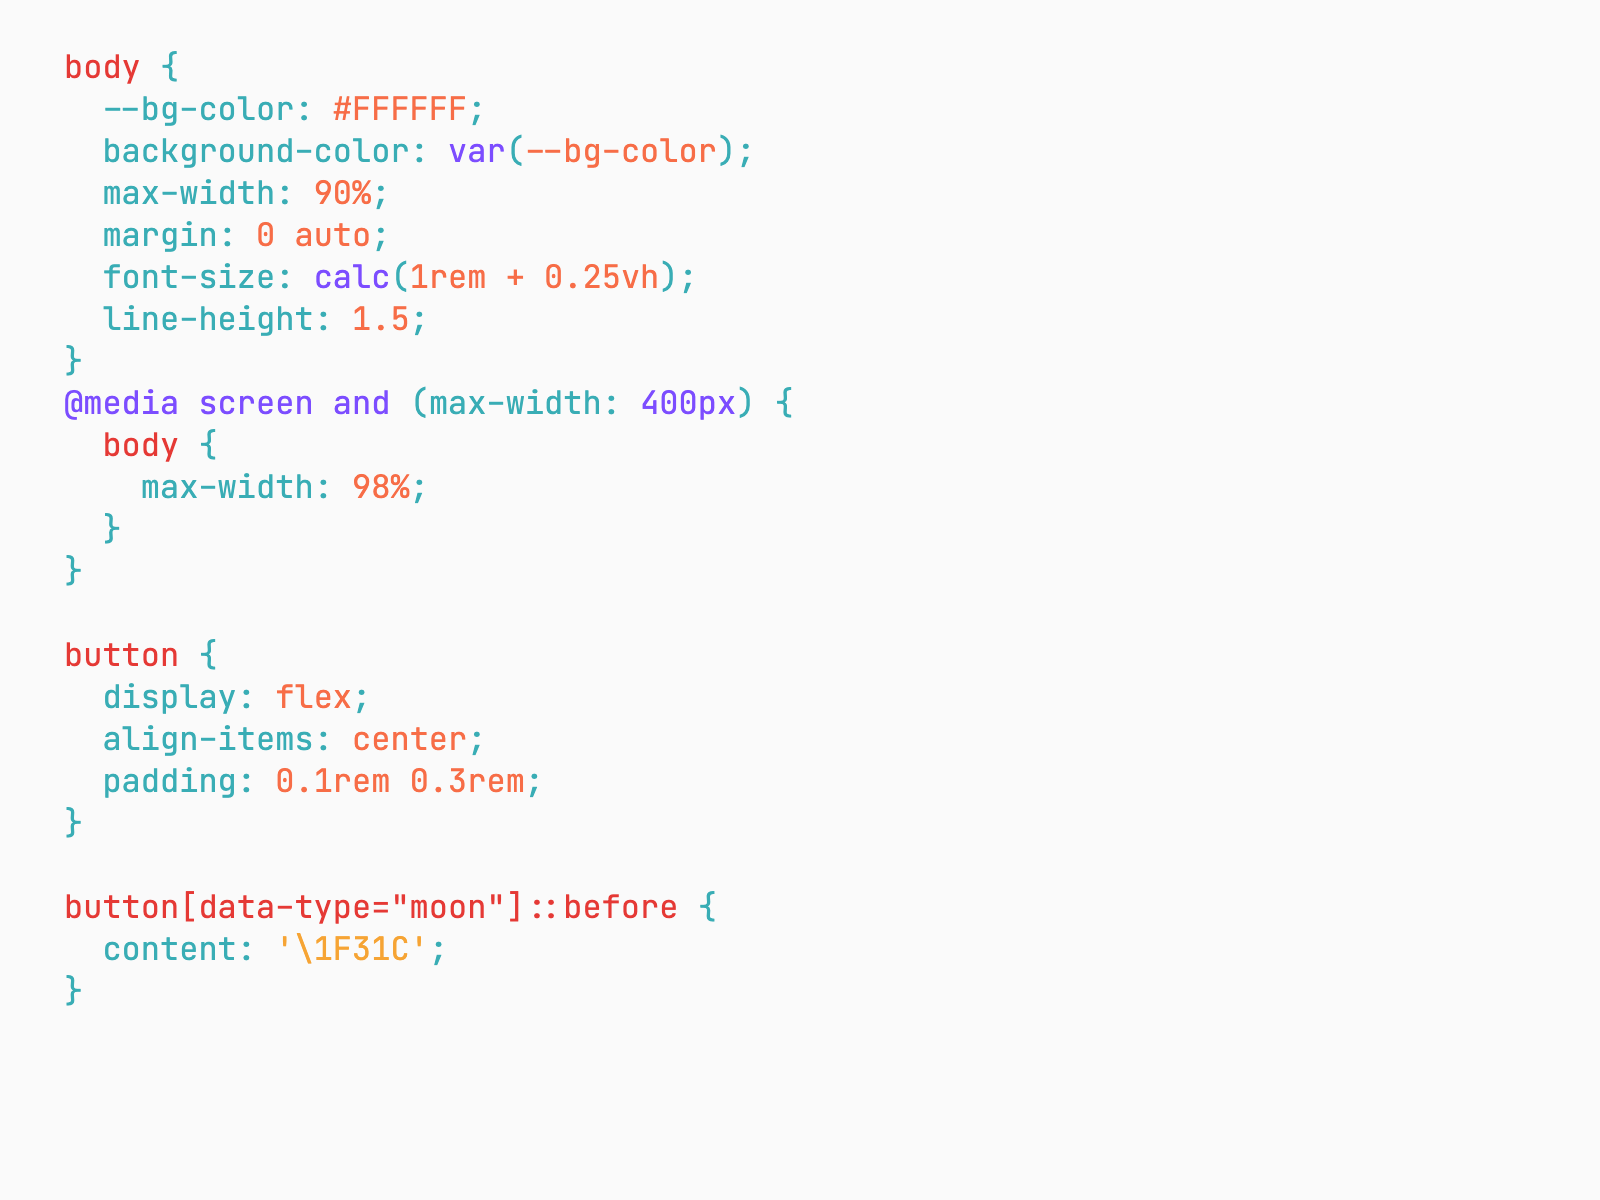 body {
  --bg-color: #FFFFFF;
  background-color: var(--bg-color);
  max-width: 90%;
  margin: 0 auto;
  font-size: calc(1rem + 0.25vh);
  line-height: 1.5;
}
@media screen and (max-width: 400px) {
  body {
    max-width: 98%;
  }
}

button {
  display: flex;
  align-items: center;
  padding: 0.1rem 0.3rem;
}

button[data-type="moon"]::before {
  content: '\1F31C';
}